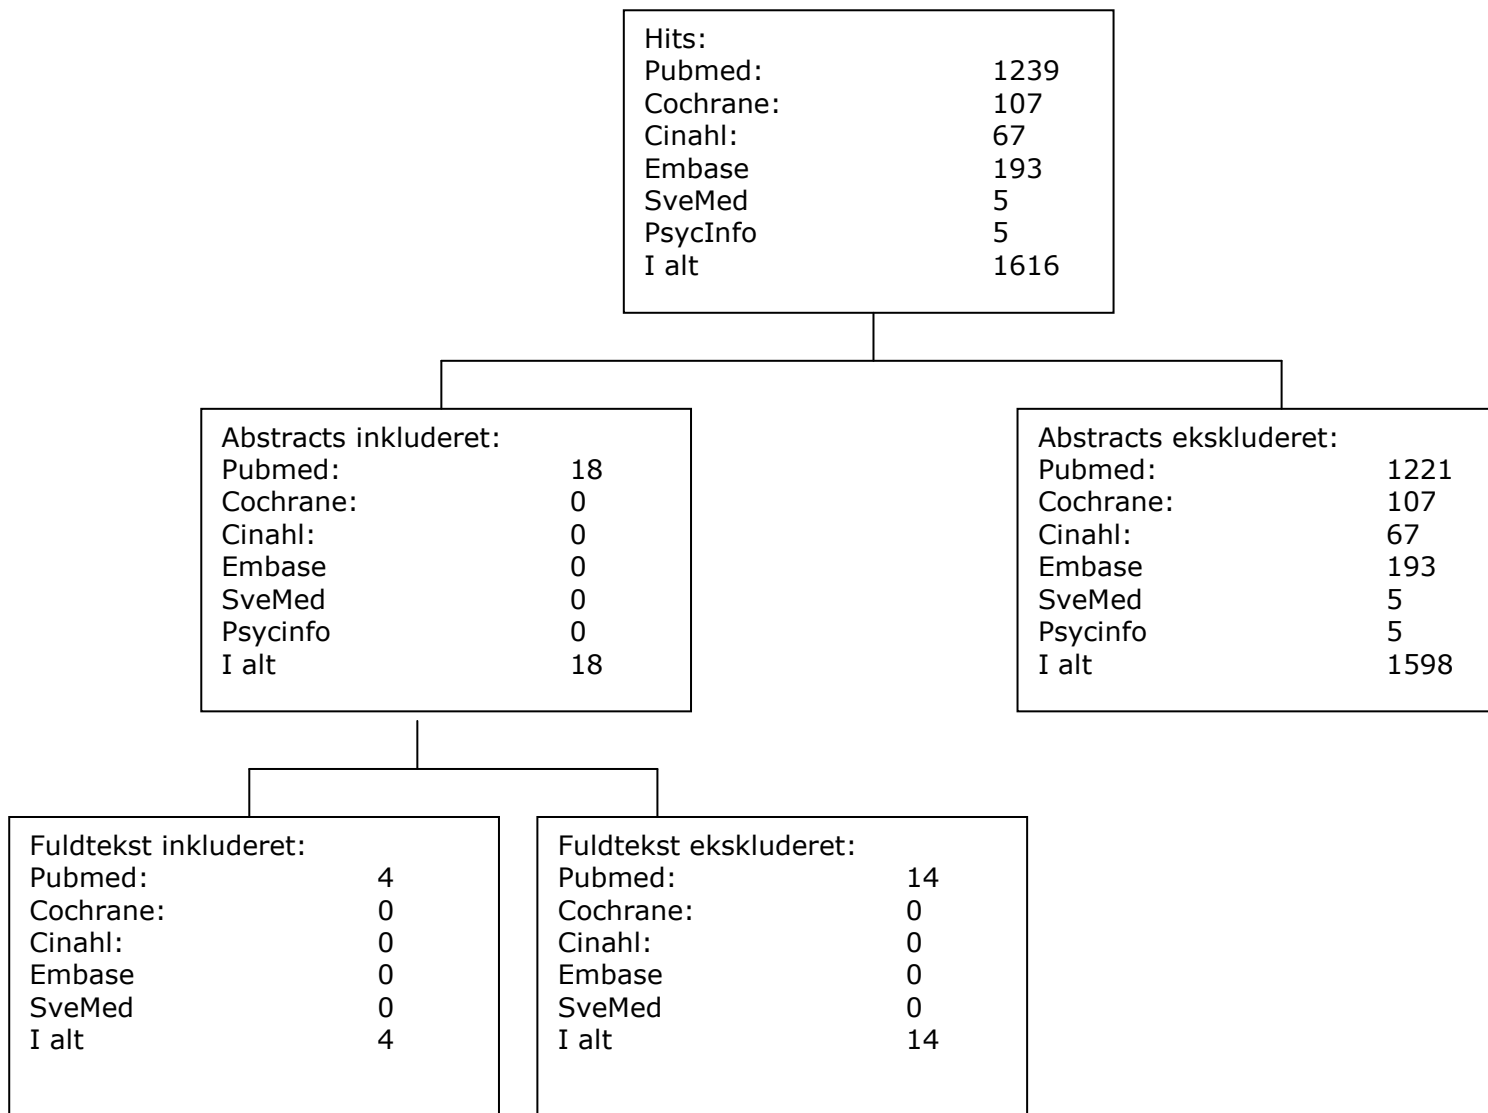 Hits:
Pubmed: 1239
Cochrane: 107
Cinahl: 67
Embase 193
SveMed 5
PsycInfo 5
I alt 1616
Abstracts inkluderet:
Pubmed: 18
Cochrane: 0
Cinahl: 0
Embase 0
SveMed 0
Psycinfo 0
I alt 18
Abstracts ekskluderet:
Pubmed: 1221
Cochrane: 107
Cinahl: 67
Embase 193
SveMed 5
Psycinfo 5
I alt 1598
Fuldtekst inkluderet:
Pubmed: 4
Cochrane: 0
Cinahl: 0
Embase 0
SveMed 0
I alt 4
Fuldtekst ekskluderet:
Pubmed: 14
Cochrane: 0
Cinahl: 0
Embase 0
SveMed 0
I alt 14